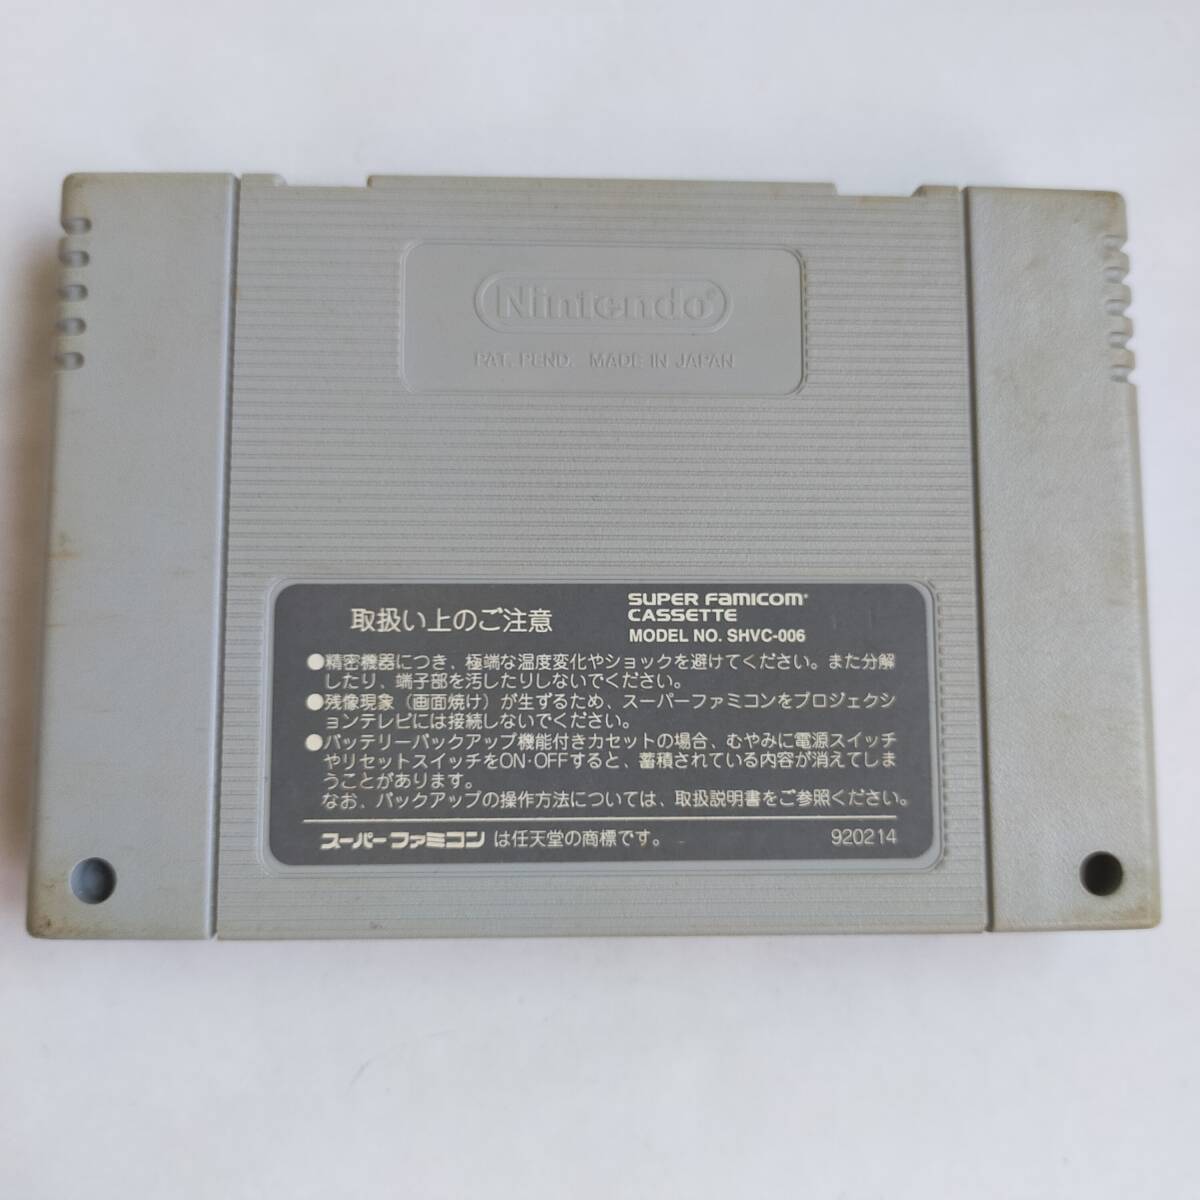 Nintendo®
PAT. PEND. MADE IN JAPAN
取扱い上のご注意
SUPER FAMICOM®
CASSETTE
MODEL NO. SHVC-006
●精密機器につき、極端な温度変化やショックを避けてください。また分解
したり、端子部を汚したりしないでください。
●残像現象（画面焼け）が生ずるため、スーパーファミコンをプロジェクシ
ョンテレビには接続しないでください。
●バッテリーバックアップ機能付きカセットの場合、むやみに電源スイッチ
やリセットスイッチをON·OFFすると、蓄積されている内容が消えてしま
うことがあります。
なお、バックアップの操作方法については、取扱説明書をご参照ください。
スーパーファミコン は任天堂の商標です。
920214